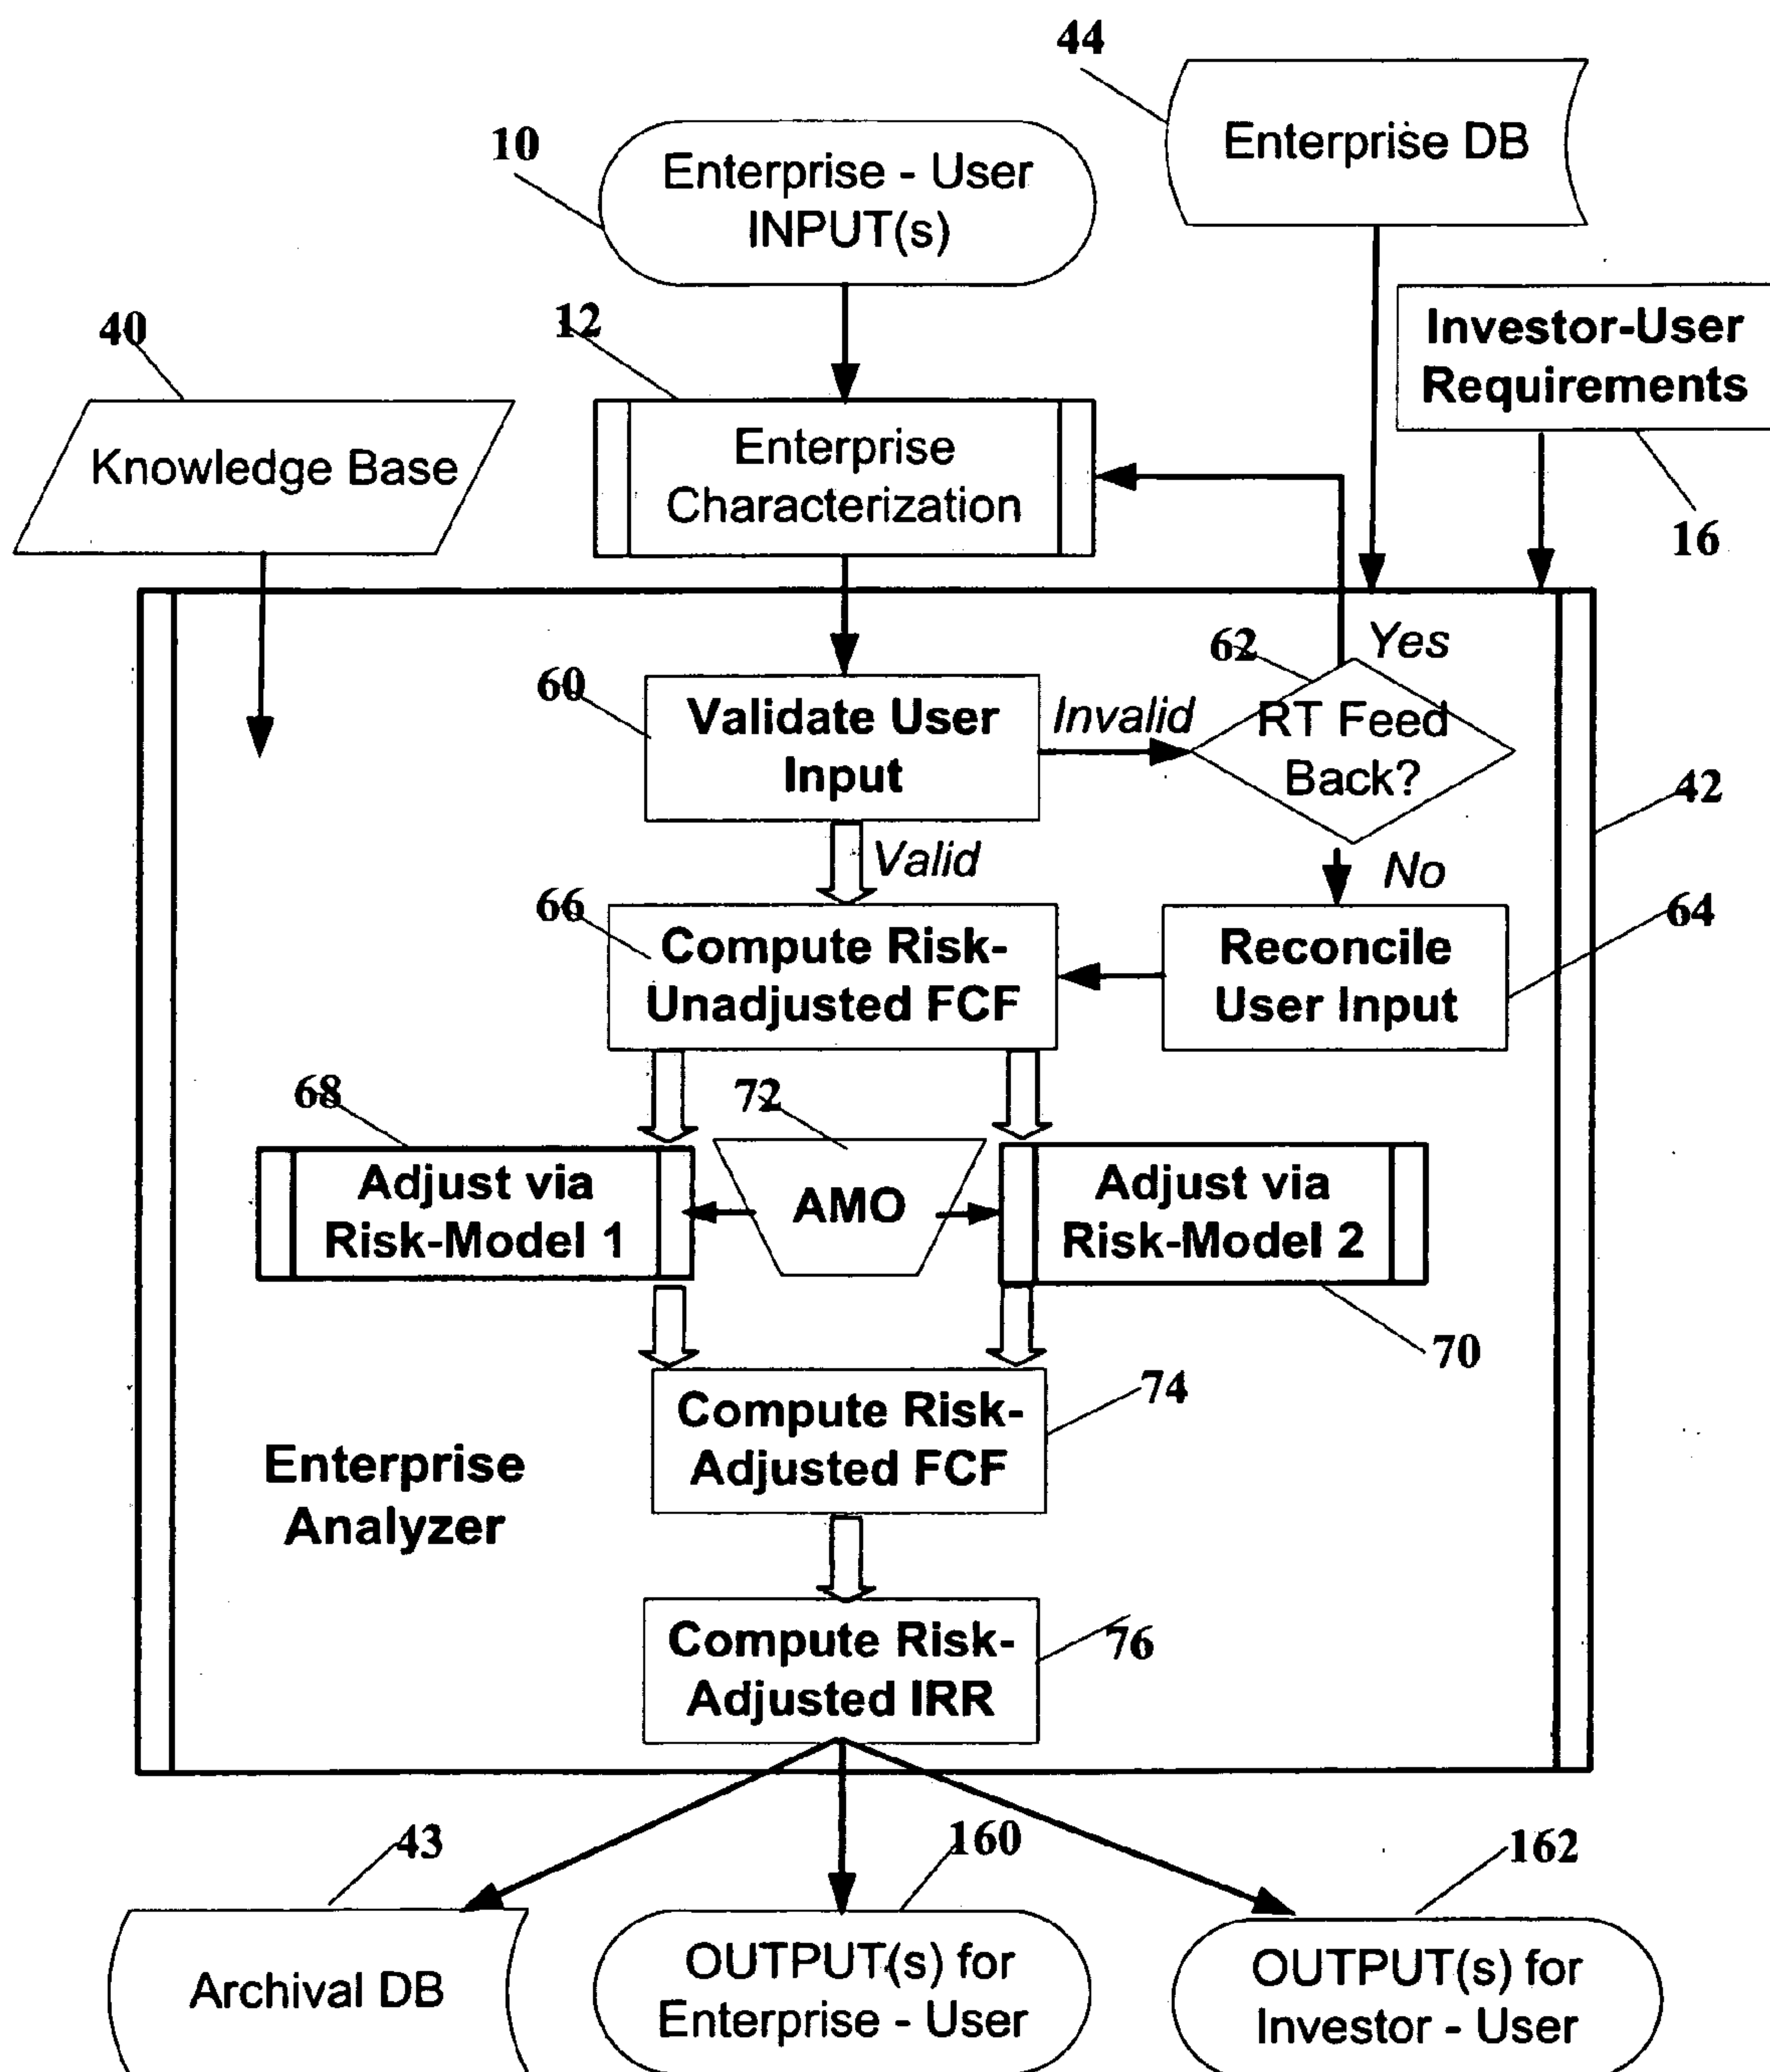 44
Enterprise DB
10
Enterprise - User
INPUT(s)
40
12
Investor-User
Requirements
Knowledge Base
Enterprise
Characterization
16
62
Yes
60
Validate User
Input
Invalid
RT Feed
Back?
42
Valid
No
66
Compute Risk-
Unadjusted FCF
Reconcile
User Input
64
68
72
Adjust via
Risk-Model 1
AMO
Adjust via
Risk-Model 2
70
74
Compute Risk-
Adjusted FCF
Enterprise
Analyzer
Compute Risk-
Adjusted IRR
76
43
160
162
Archival DB
OUTPUT(s) for
Enterprise - User
OUTPUT(s) for
Investor - User